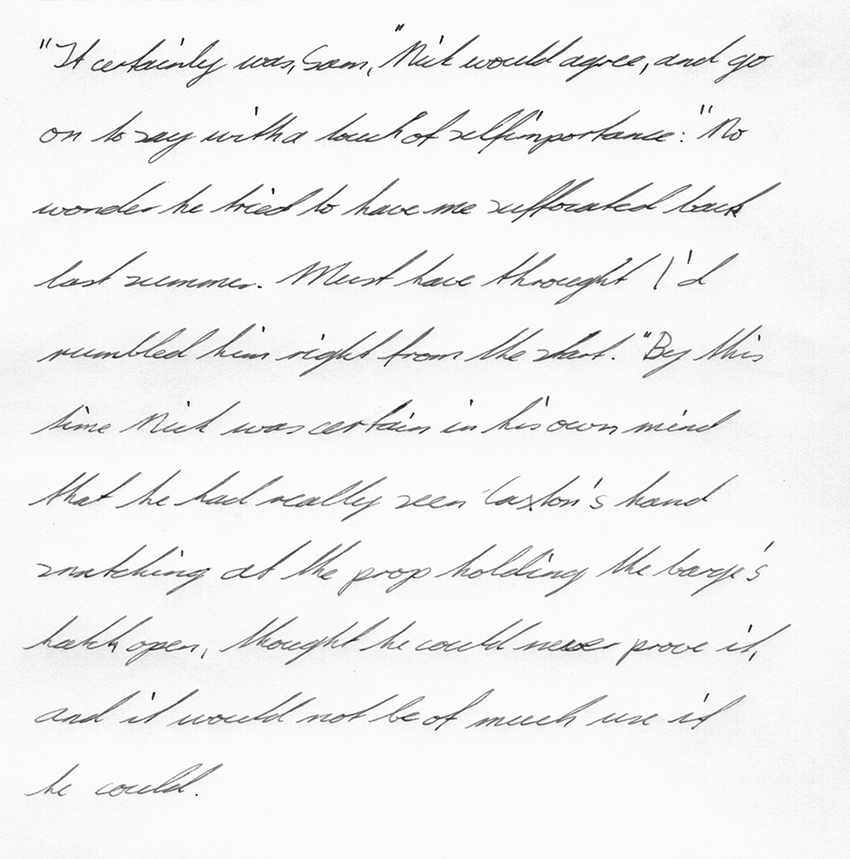 "It certainly was, Sam," Nick would agree, and go
on to say with a touch of selfimportance: "No
wonder he tried to have me suffocated back
last summer. Must have throught I'd
rumbled him right from the start." By this
time Nick was certain in his own mind
that he had really seen Caxton's hand
snatching at the prop holding the barge's
hatch open, thought he could never prove it,
and it would not be of much use if
he could.